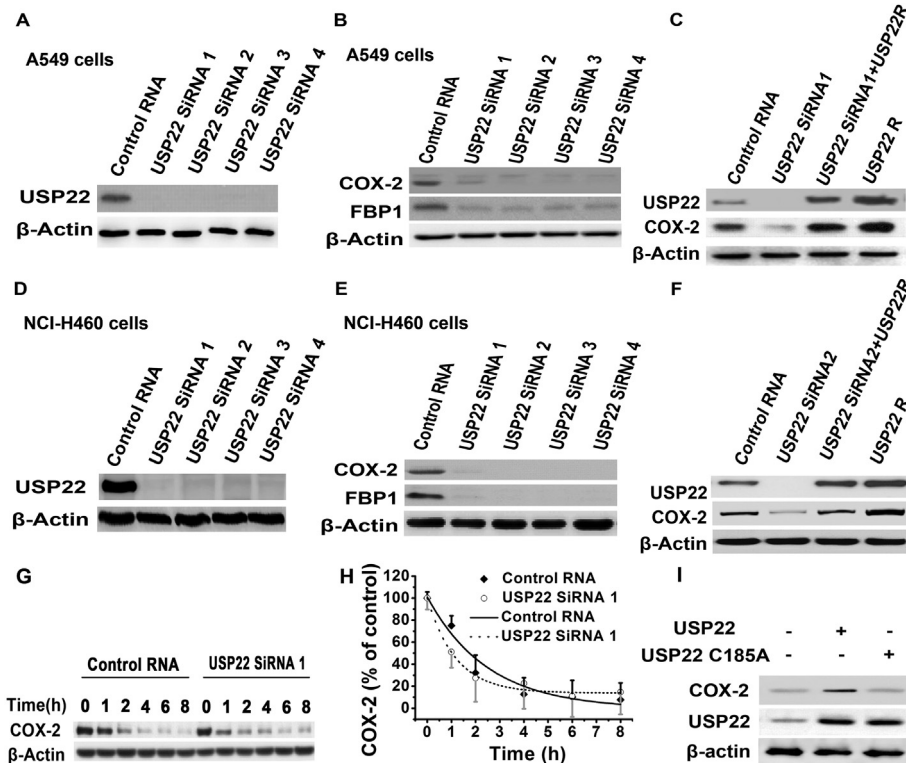 A
A549 cells
Control RNA
USP22 SiRNA 1
USP22 SiRNA 2
USP22 SiRNA 3
USP22 SiRNA 4
USP22
β-Actin
B
A549 cells
Control RNA
USP22 SiRNA 1
USP22 SiRNA 2
USP22 SiRNA 3
USP22 SiRNA 4
COX-2
FBP1
β-Actin
C
Control RNA
USP22 SiRNA1
USP22 SiRNA1+USP22R
USP22 R
USP22
COX-2
β-Actin
D
NCI-H460 cells
Control RNA
USP22 SiRNA 1
USP22 SiRNA 2
USP22 SiRNA 3
USP22 SiRNA 4
USP22
β-Actin
E
NCI-H460 cells
Control RNA
USP22 SiRNA 1
USP22 SiRNA 2
USP22 SiRNA 3
USP22 SiRNA 4
COX-2
FBP1
β-Actin
F
Control RNA
USP22 SiRNA2
USP22 SiRNA2+USP22R
USP22 R
USP22
COX-2
β-Actin
G
Control RNA USP22 SiRNA 1
Time(h) 0 1 2 4 6 8 0 1 2 4 6 8
COX-2
β-Actin
H
COX-2 (% of control)
120
100
80
60
40
20
0
Control RNA
USP22 SiRNA 1
Control RNA
USP22 SiRNA 1
0 1 2 3 4 5 6 7 8
Time (h)
I
USP22 - + -
USP22 C185A - - +
COX-2
USP22
β-actin